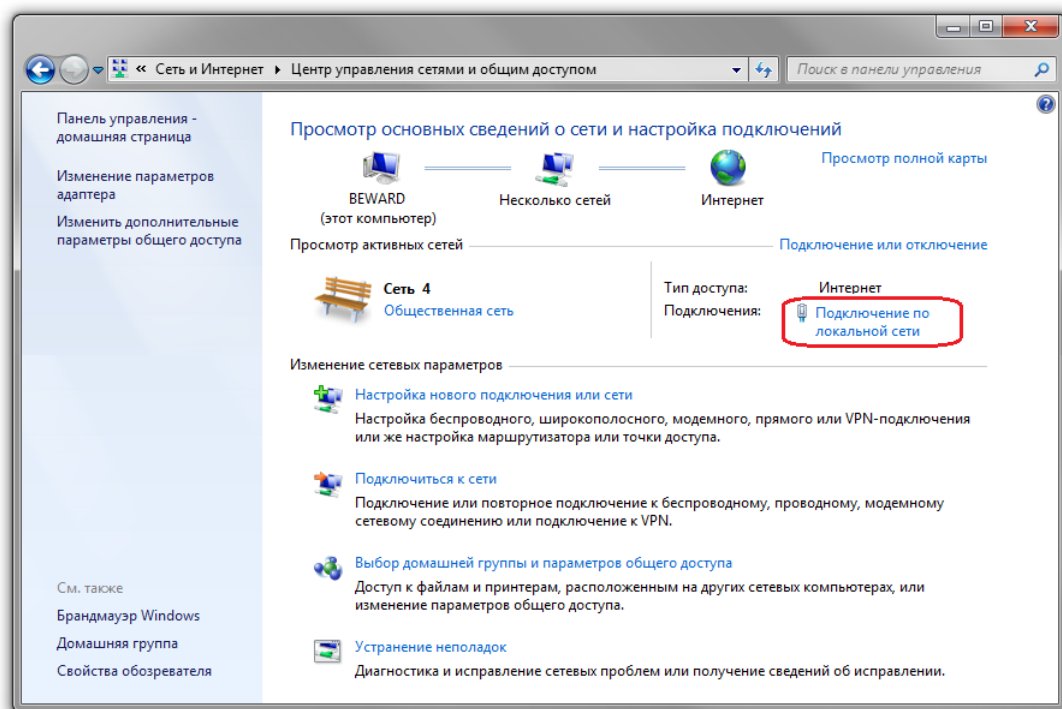 « Сеть и Интернет ▸ Центр управления сетями и общим доступом
Поиск в панели управления
Панель управления -
домашняя страница
Изменение параметров
адаптера
Изменить дополнительные
параметры общего доступа
См. также
Брандмауэр Windows
Домашняя группа
Свойства обозревателя
Просмотр основных сведений о сети и настройка подключений
Просмотр полной карты
BEWARD
(этот компьютер)
Несколько сетей
Интернет
Просмотр активных сетей
Подключение или отключение
Сеть 4
Общественная сеть
Тип доступа: Интернет
Подключения: Подключение по
локальной сети
Изменение сетевых параметров
Настройка нового подключения или сети
Настройка беспроводного, широкополосного, модемного, прямого или VPN-подключения
или же настройка маршрутизатора или точки доступа.
Подключиться к сети
Подключение или повторное подключение к беспроводному, проводному, модемному
сетевому соединению или подключение к VPN.
Выбор домашней группы и параметров общего доступа
Доступ к файлам и принтерам, расположенным на других сетевых компьютерах, или
изменение параметров общего доступа.
Устранение неполадок
Диагностика и исправление сетевых проблем или получение сведений об исправлении.